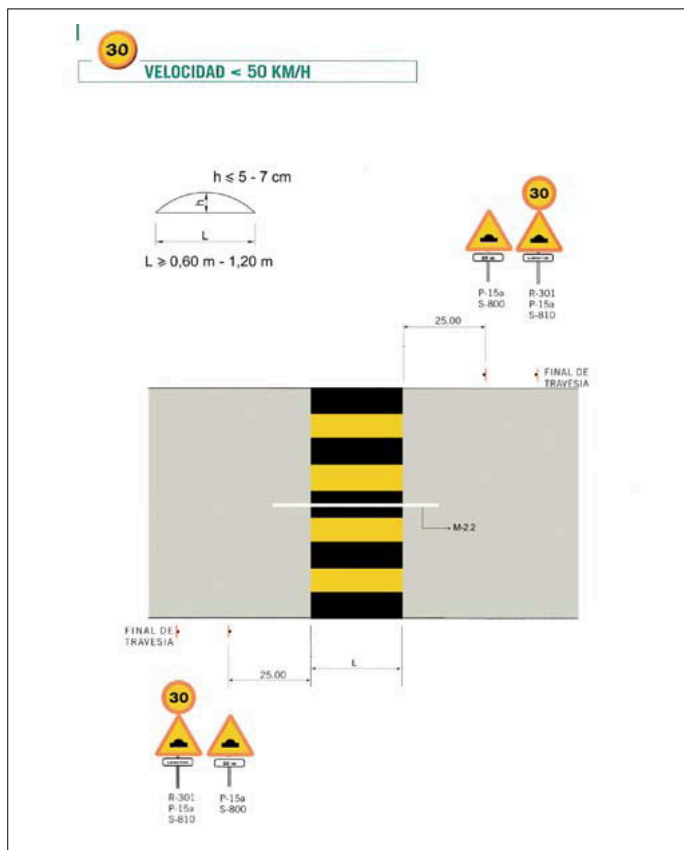 30
VELOCIDAD < 50 KM/H
h ≤ 5 - 7 cm
h
L
L ≥ 0,60 m - 1,20 m
30
P-15a
S-800
R-301
P-15a
S-810
25.00
FINAL DE
TRAVESIA
M-2.2
FINAL DE
TRAVESIA
25.00
L
30
R-301
P-15a
S-810
P-15a
S-800